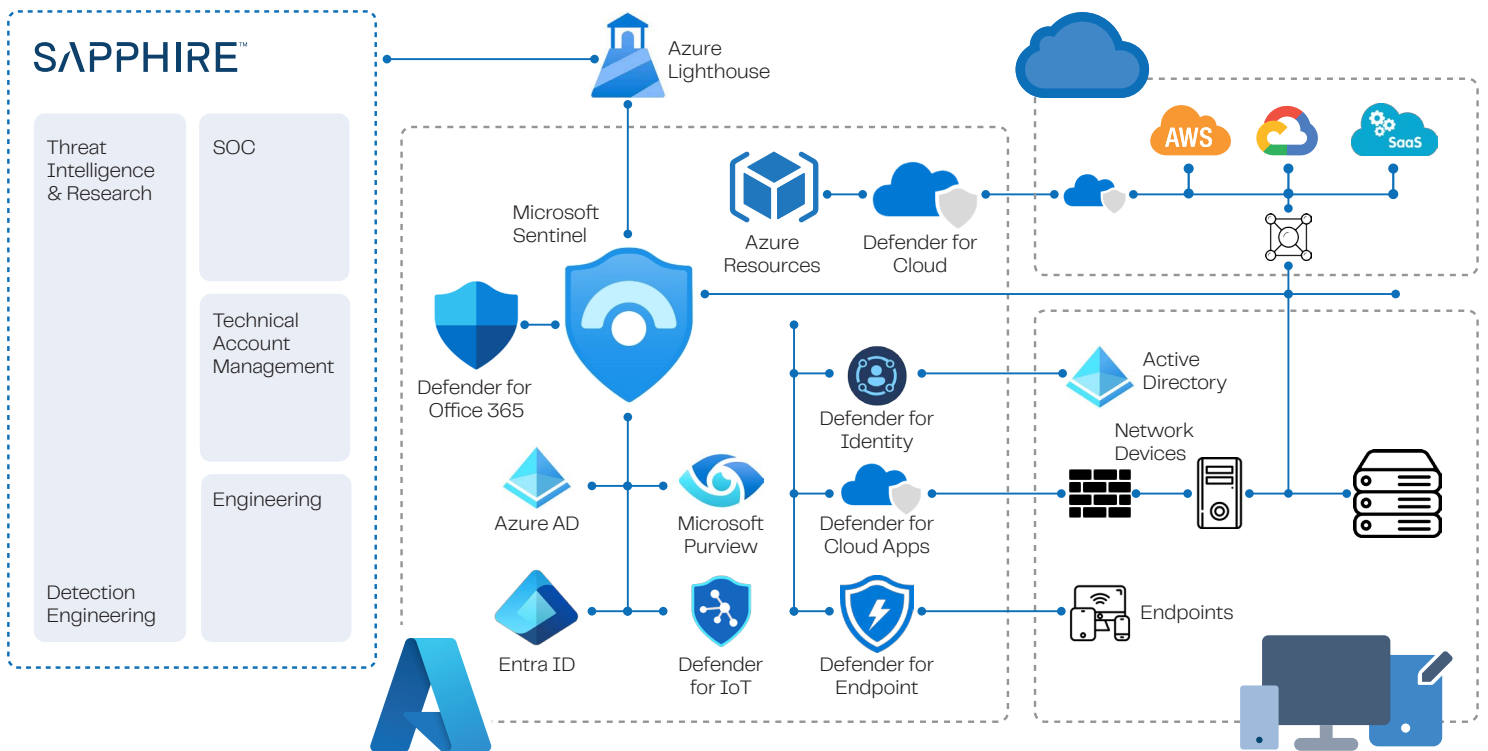 SAPPHIRE™
Threat
Intelligence
& Research
Detection
Engineering
SOC
Technical
Account
Management
Engineering
Azure
Lighthouse
Microsoft
Sentinel
Defender for
Office 365
Azure AD
Microsoft
Purview
Entra ID
Defender
for IoT
Azure
Resources
Defender for
Cloud
Defender for
Identity
Defender for
Cloud Apps
Defender for
Endpoint
AWS
SaaS
Active
Directory
Network
Devices
Endpoints